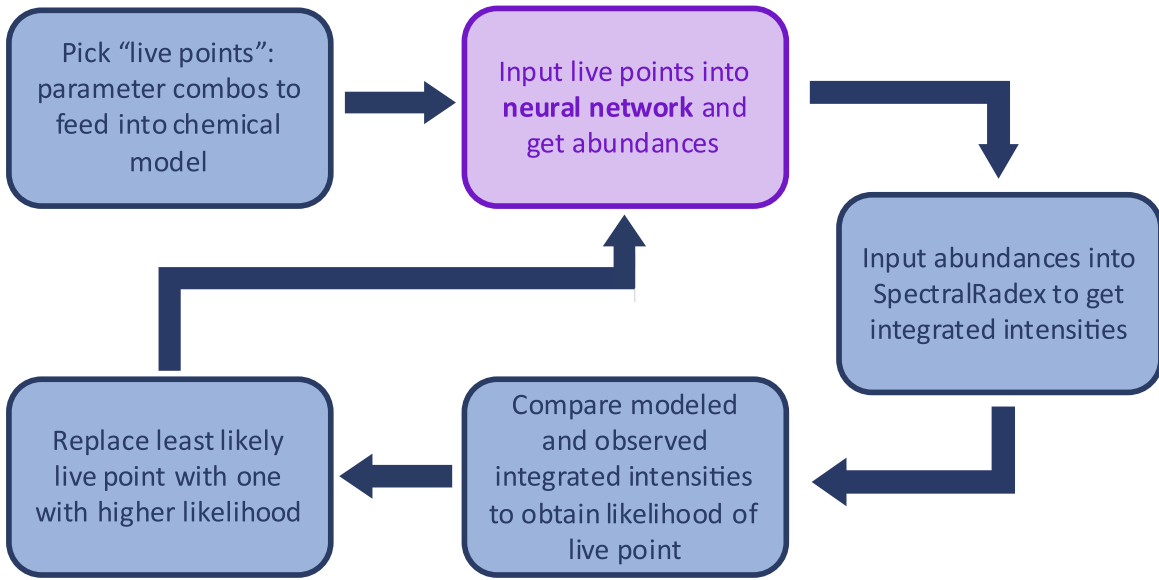 Pick “live points”:
parameter combos to
feed into chemical
model
Input live points into
neural network and
get abundances
Input abundances into
SpectralRadex to get
integrated intensities
Compare modeled
and observed
integrated intensities
to obtain likelihood of
live point
Replace least likely
live point with one
with higher likelihood